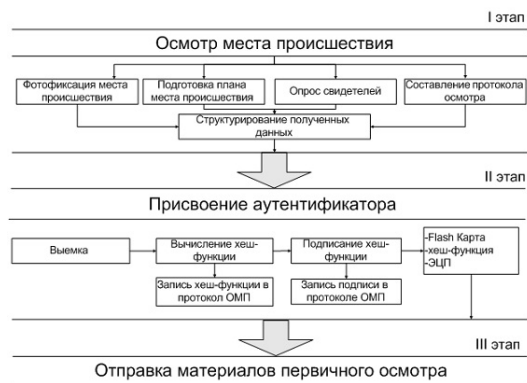 I этап
Осмотр места происшествия
Фотофиксация места
происшествия
Подготовка плана
места происшествия
Опрос свидетелей
Составление протокола
осмотра
Структурирование полученных
данных
II этап
Присвоение аутентификатора
Выемка
Вычисление хеш-
функции
Подписание хеш-
функции
-Flash Карта
-хеш-функция
-ЭЦП
Запись хеш-функции в
протокол ОМП
Запись подписи в
протоколе ОМП
III этап
Отправка материалов первичного осмотра